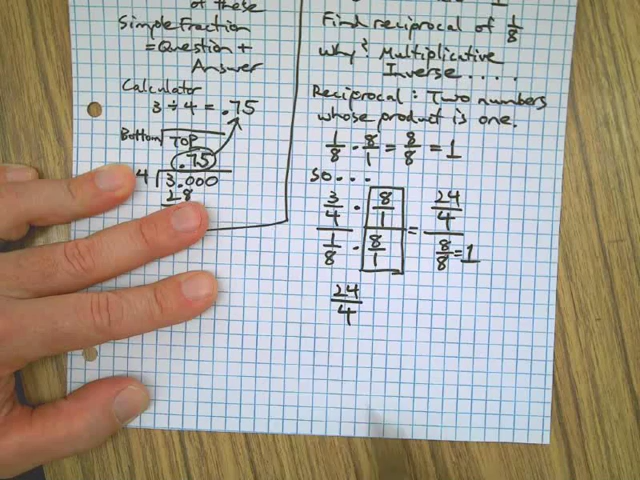 of these
Simple Fraction
= Question +
Answer
Calculator
3 ÷ 4 = .75
Bottom √Top
.75
4 √3.000
28
Find reciprocal of 1/8
Why? Multiplicative
Inverse....
Reciprocal: Two numbers
whose product is one.
1/8 · 8/1 = 8/8 = 1
So...
3/4 · 8/1 = 24/4
1/8 · 8/1 8/8 = 1
24/4